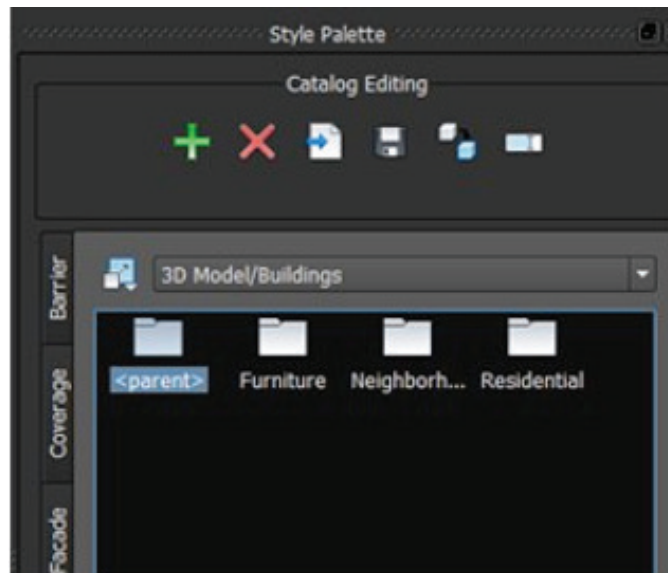 Style Palette
Catalog Editing
Barrier
3D Model/Buildings
<parent> Furniture Neighborh... Residential
Coverage
Facade